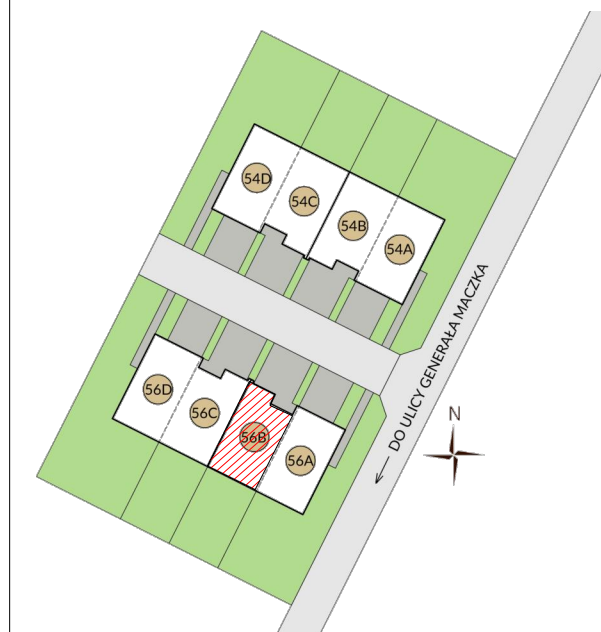 54D
54C
54B
54A
DO ULICY GENERAŁA MACZKA
56D
56C
56B
56A
N